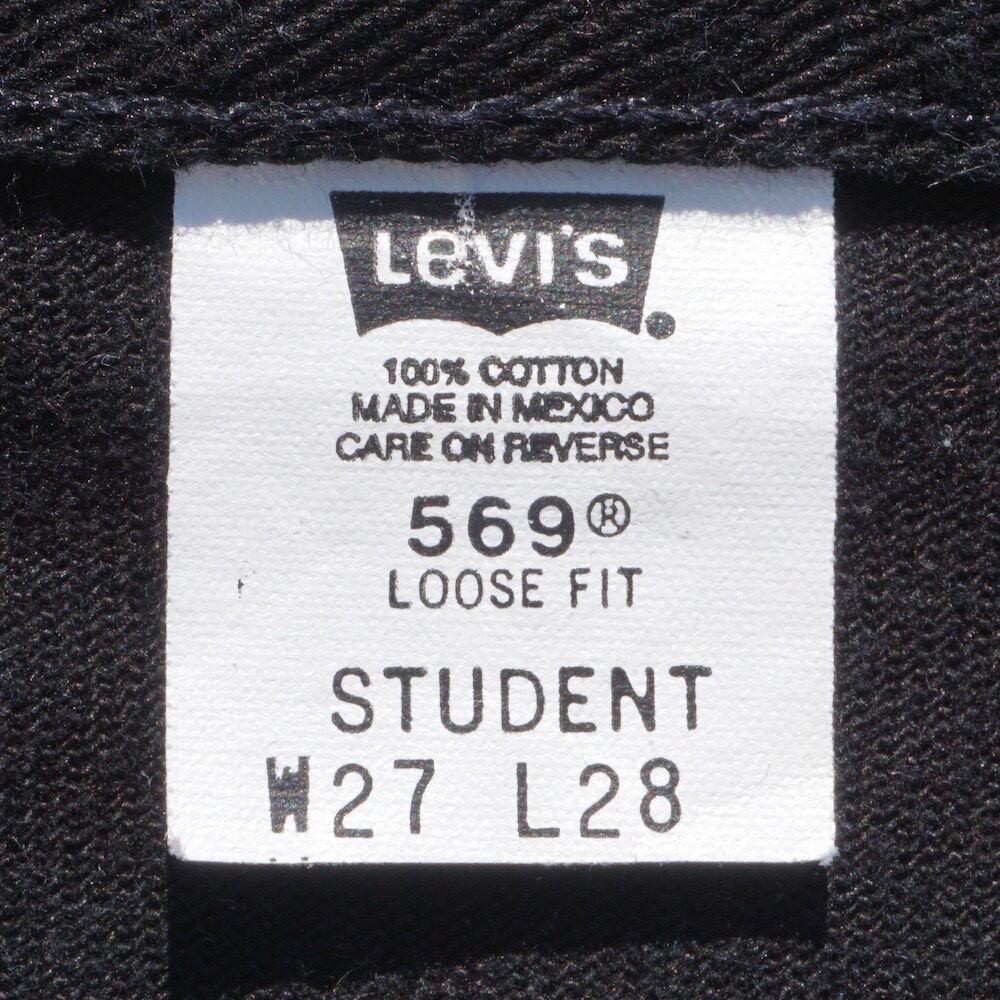 LEVI'S
100% COTTON
MADE IN MEXICO
CARE ON REVERSE
569®
LOOSE FIT
STUDENT
W27 L28